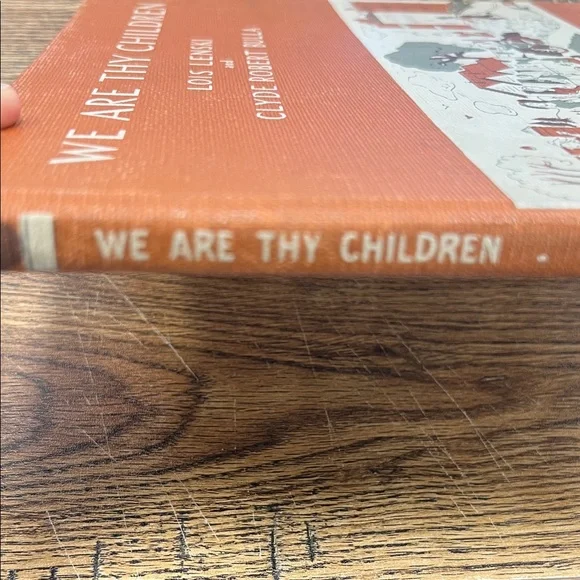 WE ARE THY CHILDREN
LOIS LENSKI
and
CLYDE ROBERT BULLA
WE ARE THY CHILDREN